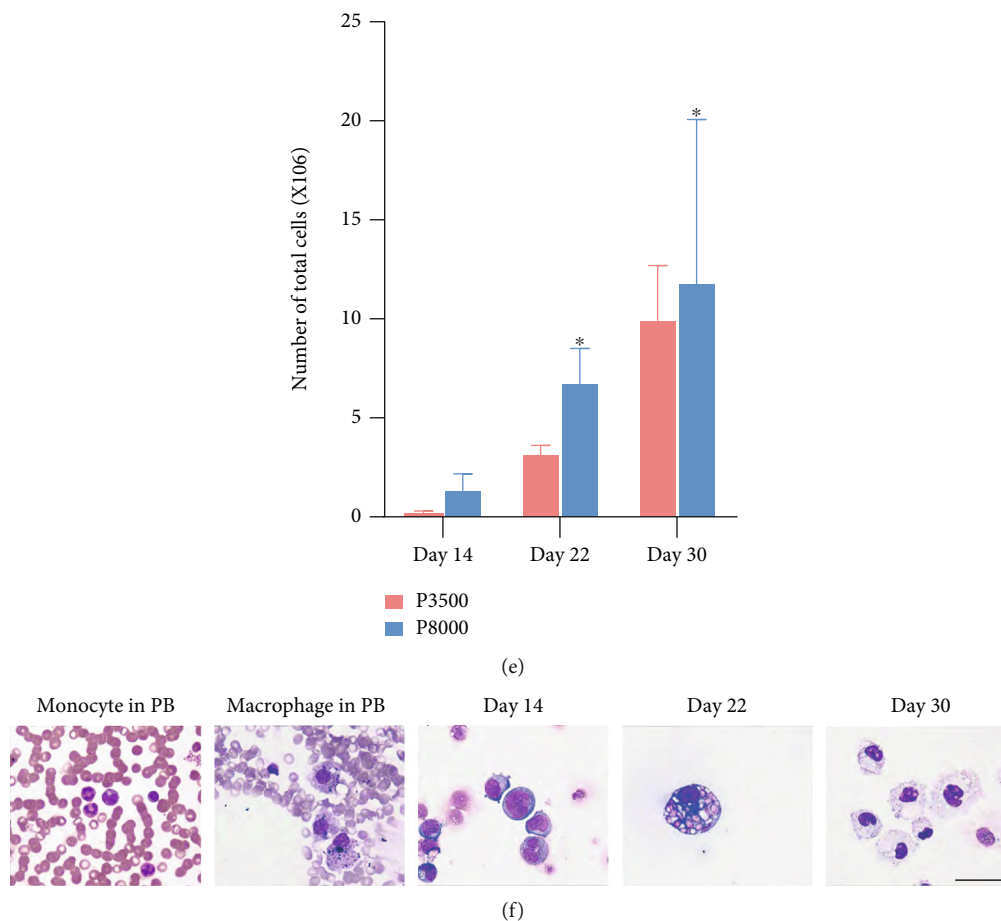 25
20
15
10
5
0
Number of total cells (X106)
*
*
Day 14
Day 22
Day 30
P3500
P8000
(e)
Monocyte in PB
Macrophage in PB
Day 14
Day 22
Day 30
(f)